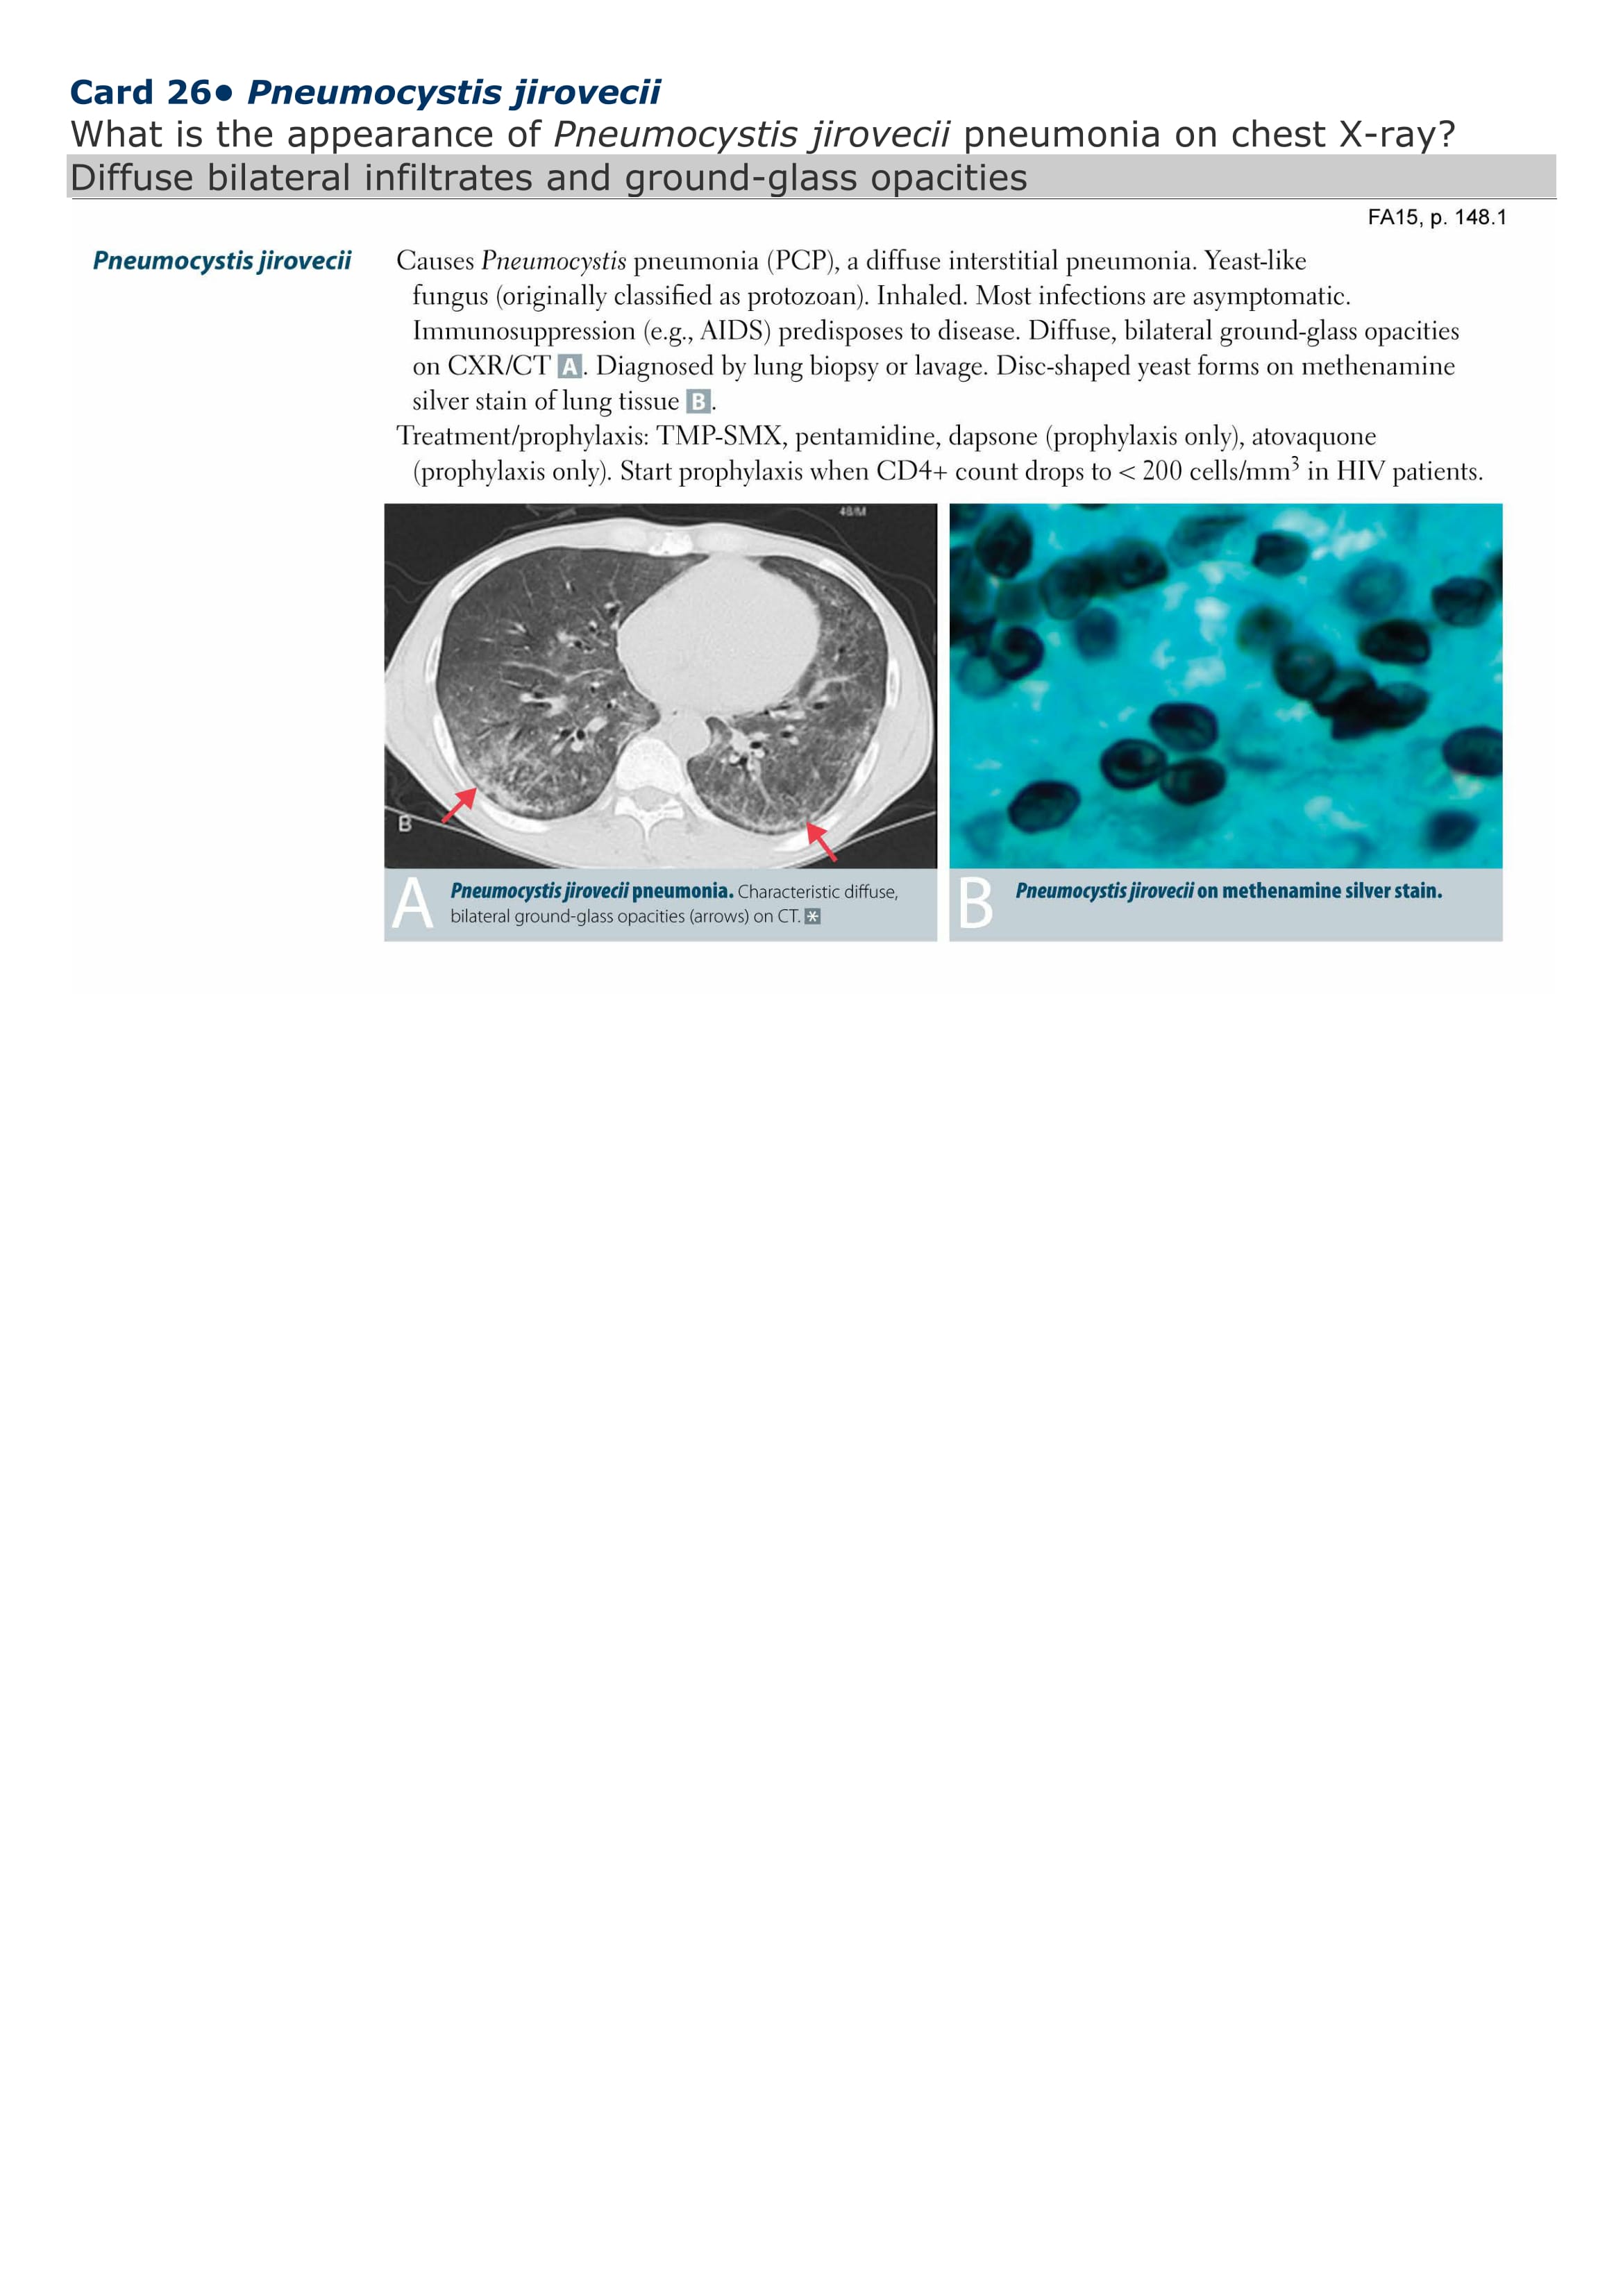 Card 26• Pneumocystis jirovecii
What is the appearance of Pneumocystis jirovecii pneumonia on chest X-ray?
Diffuse bilateral infiltrates and ground-glass opacities
FA15, p. 148.1
Pneumocystis jirovecii
Causes Pneumocystis pneumonia (PCP), a diffuse interstitial pneumonia. Yeast-like
fungus (originally classified as protozoan). Inhaled. Most infections are asymptomatic.
Immunosuppression (e.g., AIDS) predisposes to disease. Diffuse, bilateral ground-glass opacities
on CXR/CT A. Diagnosed by lung biopsy or lavage. Disc-shaped yeast forms on methenamine
silver stain of lung tissue B.
Treatment/prophylaxis: TMP-SMX, pentamidine, dapsone (prophylaxis only), atovaquone
(prophylaxis only). Start prophylaxis when CD4+ count drops to < 200 cells/mm³ in HIV patients.
48/M
B
A Pneumocystis jirovecii pneumonia. Characteristic diffuse,
bilateral ground-glass opacities (arrows) on CT. *
B Pneumocystis jirovecii on methenamine silver stain.